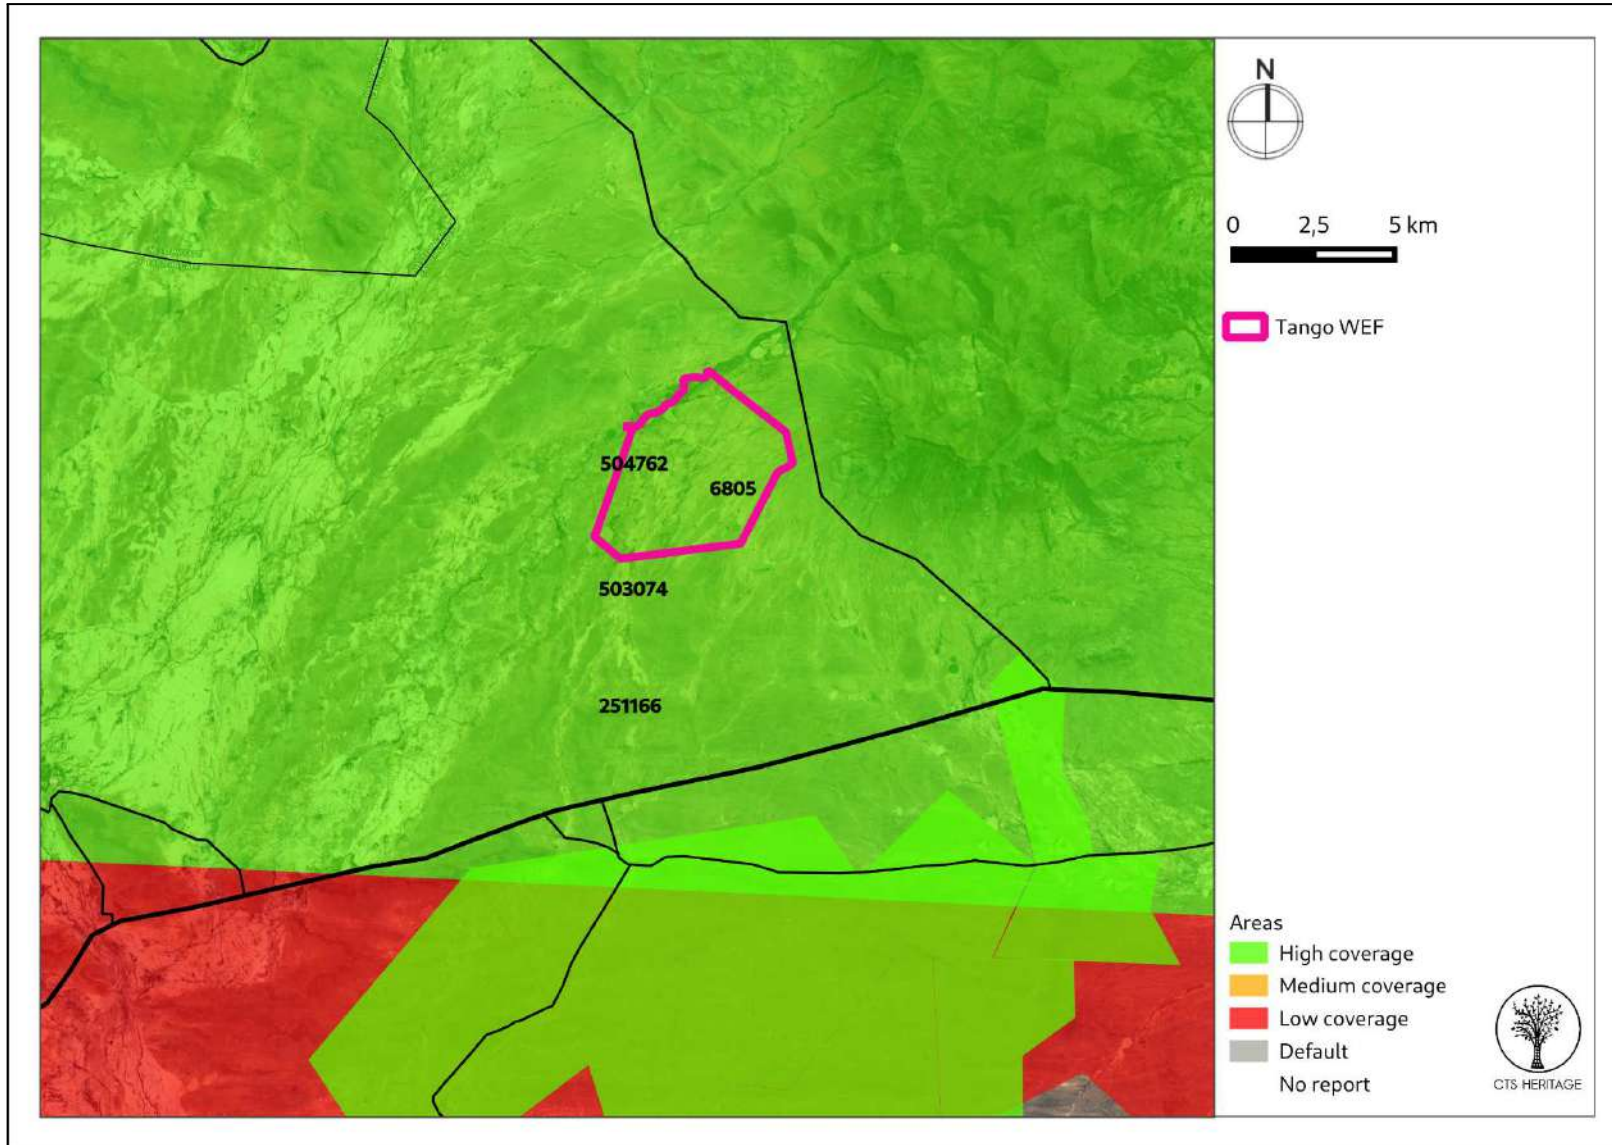 N
0 2,5 5 km
Tango WEF
504762
6805
503074
251166
Areas
High coverage
Medium coverage
Low coverage
Default
No report
CTS HERITAGE